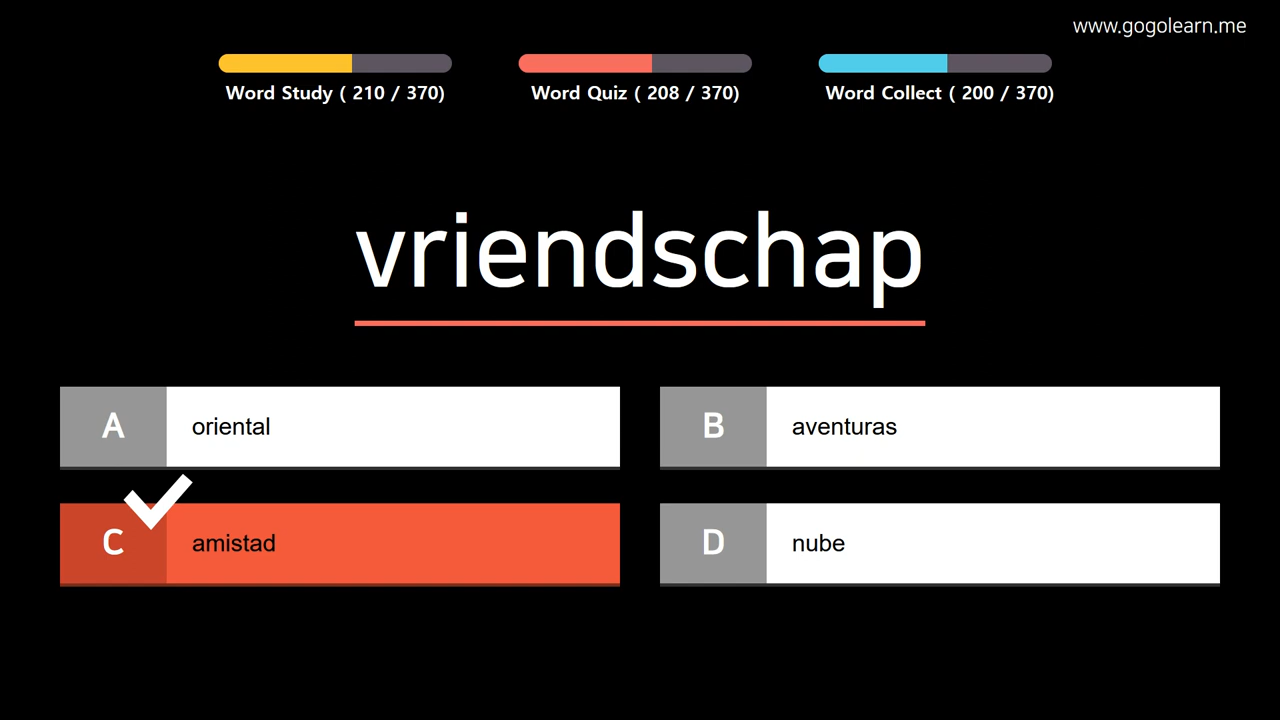 www.gogolearn.me
Word Study ( 210 / 370)
Word Quiz ( 208 / 370)
Word Collect ( 200 / 370)
vriendschap
A oriental
B aventuras
C amistad
D nube